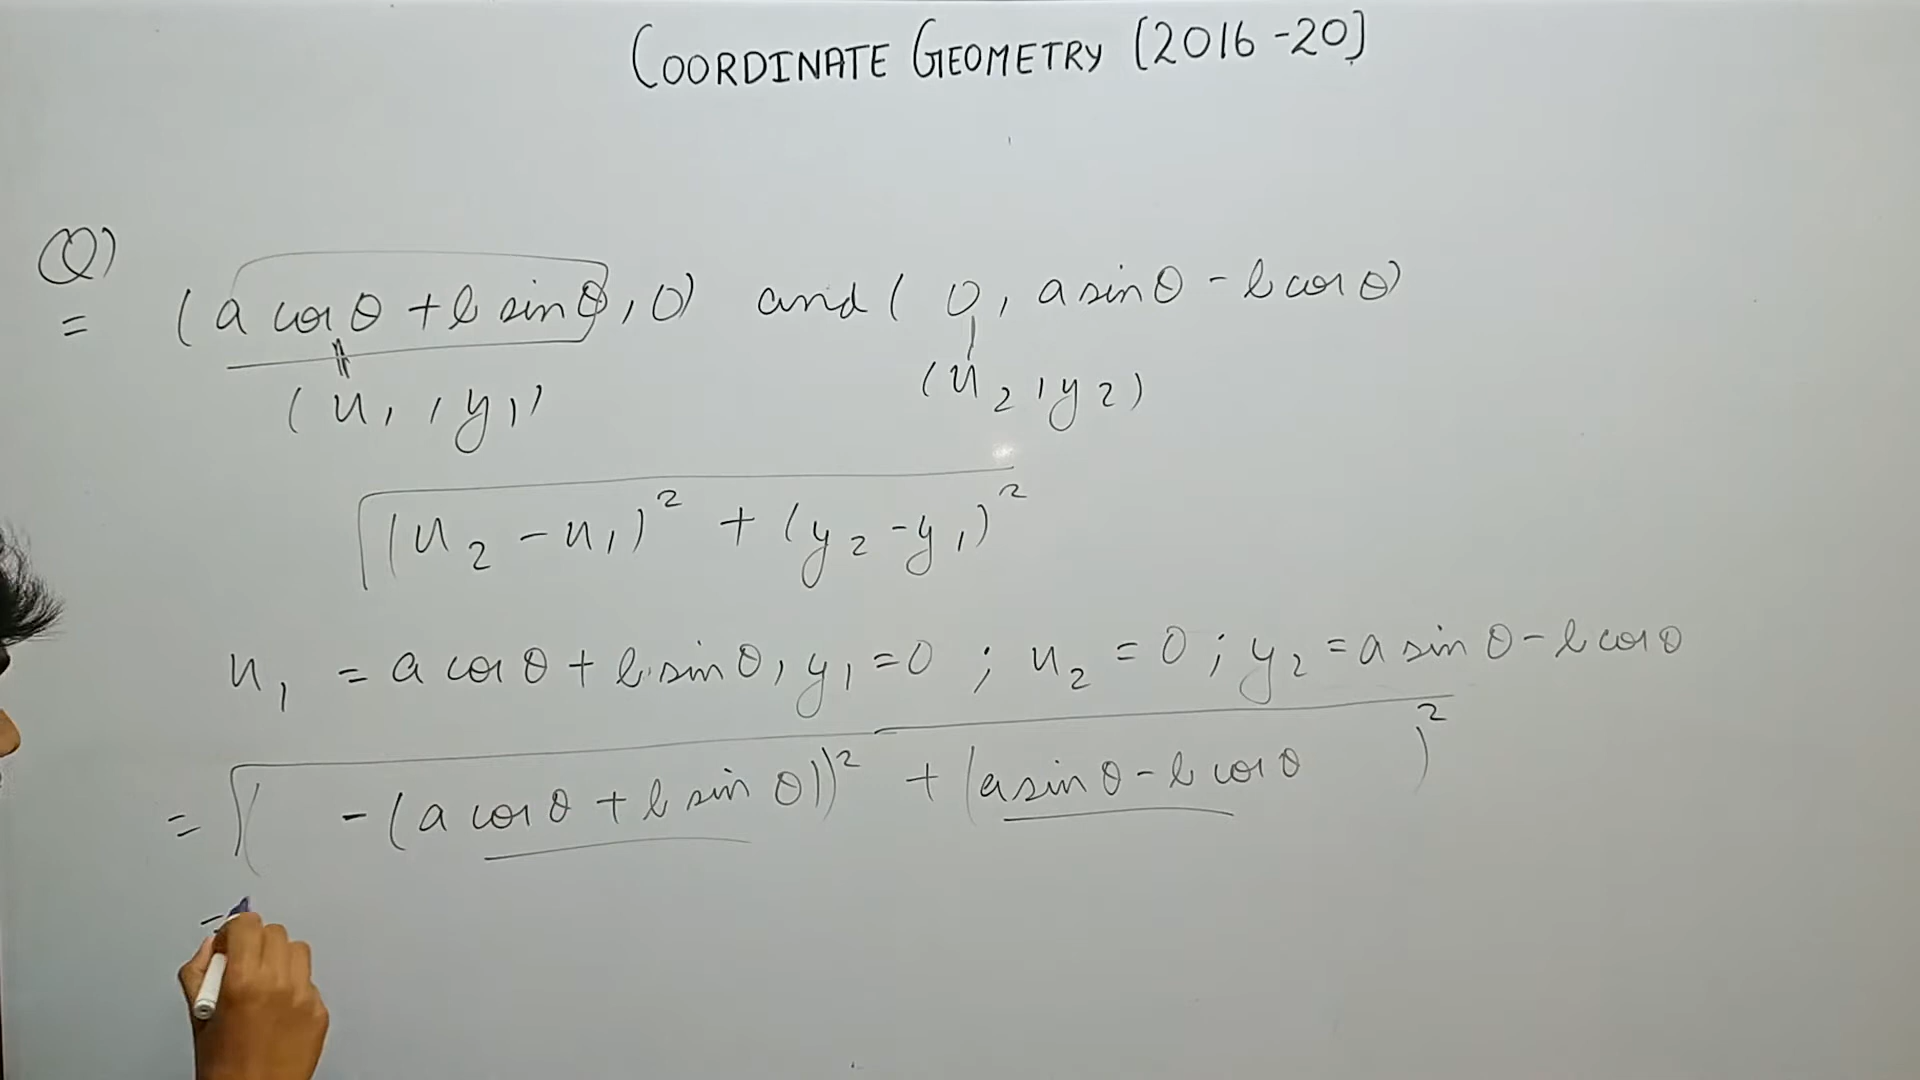 COORDINATE GEOMETRY (2016-20]
Q)
= (a cos θ + b sin θ, 0) and (0, a sin θ - b cos θ)
(x₁, y₁) (x₂, y₂)
√(x₂ - x₁)² + (y₂ - y₁)²
x₁ = a cos θ + b sin θ, y₁ = 0 ; x₂ = 0 ; y₂ = a sin θ - b cos θ
= √( -(a cos θ + b sin θ))² + (a sin θ - b cos θ )²
=